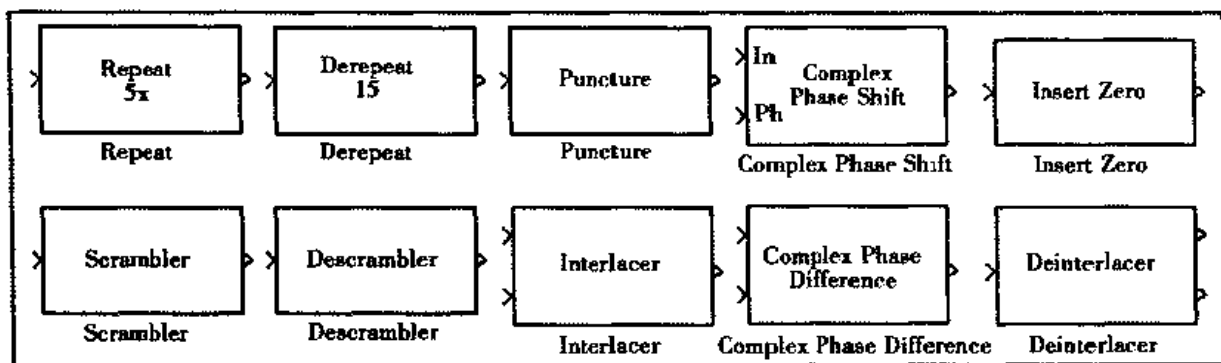 Repeat
5x
Derepeat
15
Puncture
In
Ph
Complex
Phase Shift
Insert Zero
Repeat
Derepeat
Puncture
Complex Phase Shift
Insert Zero
Scrambler
Descrambler
Interlacer
Complex Phase
Difference
Deinterlacer
Scrambler
Descrambler
Interlacer
Complex Phase Difference
Deinterlacer